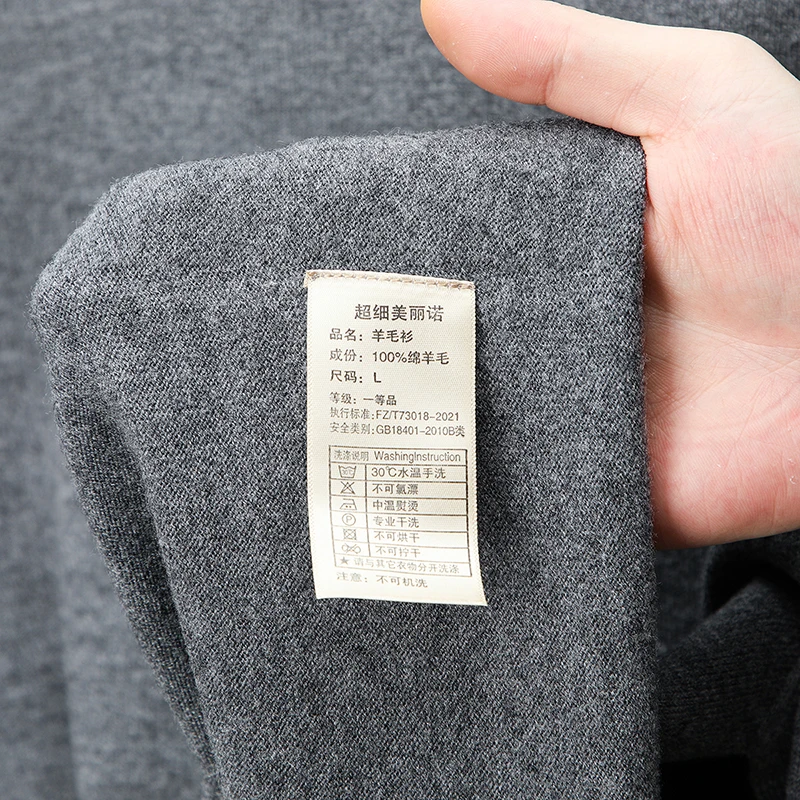 超细美丽诺
品名：羊毛衫
成份：100%绵羊毛
尺码：L
等级：一等品
执行标准：FZ/T73018-2021
安全类别：GB18401-2010B类
洗涤说明 WashingInstruction
30℃水温手洗
不可氯漂
中温熨烫
P 专业干洗
不可烘干
不可拧干
★ 请与其它衣物分开洗涤
注意：不可机洗